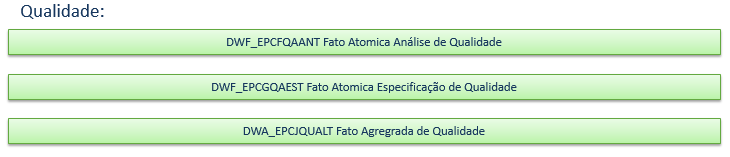 Qualidade:
DWF_EPCFQAANT Fato Atomica Análise de Qualidade
DWF_EPCGQAEST Fato Atomica Especificação de Qualidade
DWA_EPCJQUALT Fato Agregrada de Qualidade